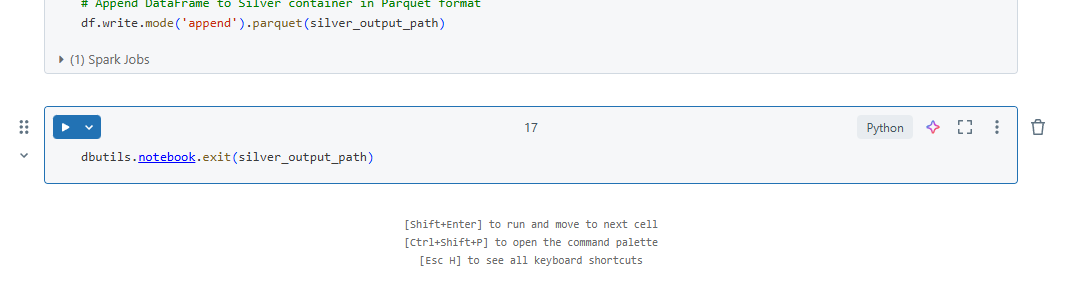 # Append DataFrame to Silver container in Parquet format
df.write.mode('append').parquet(silver_output_path)
(1) Spark Jobs
17
Python
dbutils.notebook.exit(silver_output_path)
[Shift+Enter] to run and move to next cell
[Ctrl+Shift+P] to open the command palette
[Esc H] to see all keyboard shortcuts